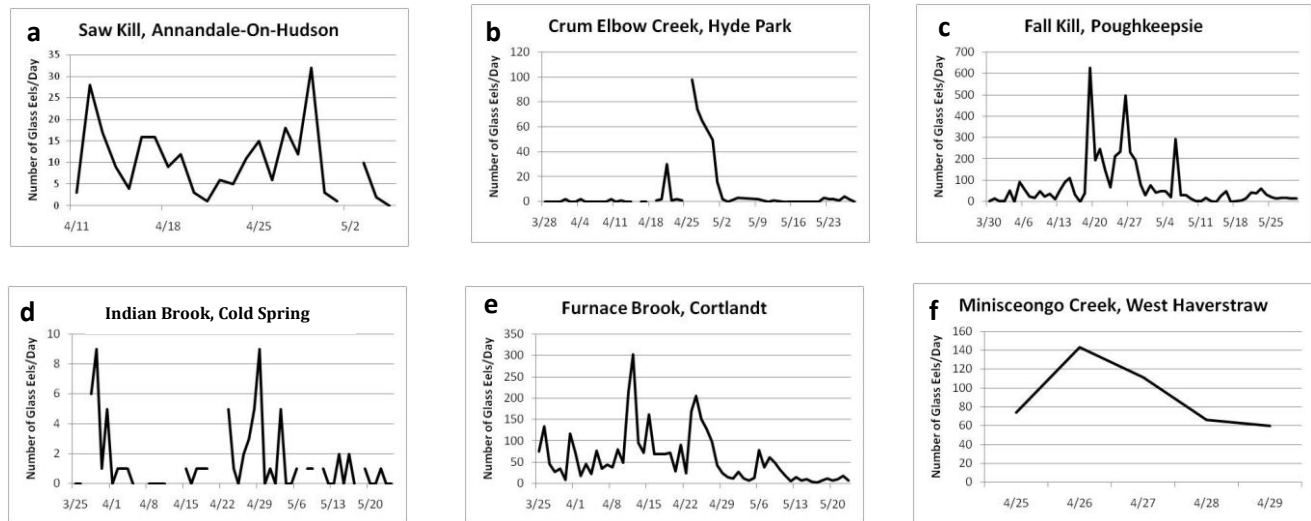 a
Saw Kill, Annandale-On-Hudson
Number of Glass Eels/Day
35
30
25
20
15
10
5
0
4/11 4/18 4/25 5/2
b
Crum Elbow Creek, Hyde Park
Number of Glass Eels/Day
120
100
80
60
40
20
0
3/28 4/4 4/11 4/18 4/25 5/2 5/9 5/16 5/23
c
Fall Kill, Poughkeepsie
Number of Glass Eels/Day
700
600
500
400
300
200
100
0
3/30 4/6 4/13 4/20 4/27 5/4 5/11 5/18 5/25
d
Indian Brook, Cold Spring
Number of Glass Eels/Day
10
8
6
4
2
0
3/25 4/1 4/8 4/15 4/22 4/29 5/6 5/13 5/20
e
Furnace Brook, Cortlandt
Number of Glass Eels/Day
350
300
250
200
150
100
50
0
3/25 4/1 4/8 4/15 4/22 4/29 5/6 5/13 5/20
f
Minisceongo Creek, West Haverstraw
Number of Glass Eels/Day
160
140
120
100
80
60
40
20
0
4/25 4/26 4/27 4/28 4/29